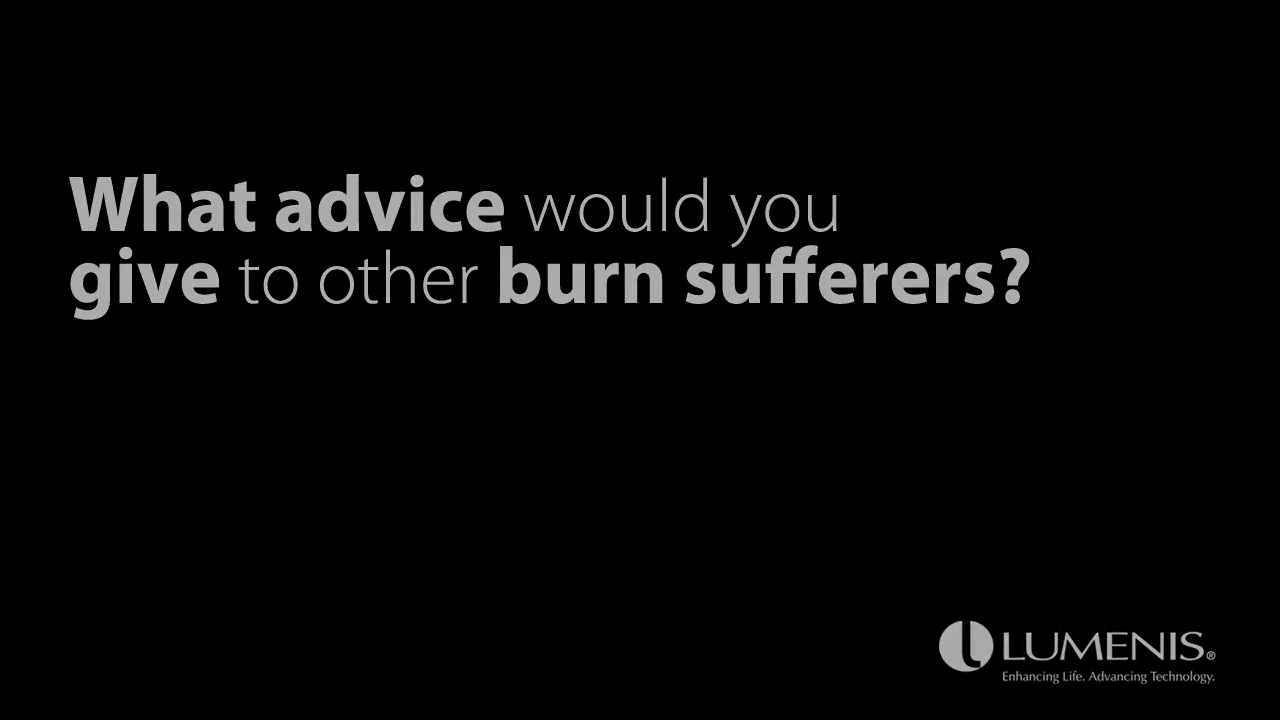 What advice would you
give to other burn sufferers?
LUMENIS®
Enhancing Life. Advancing Technology.